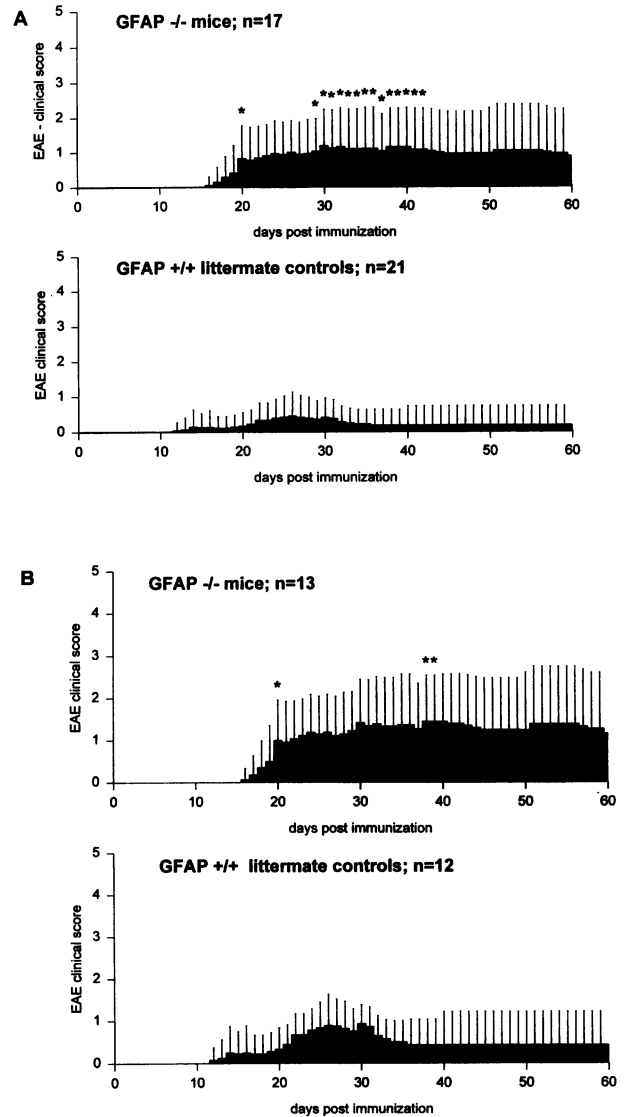 A
GFAP -/- mice; n=17
EAE - clinical score
5
4
3
2
1
0
* * * * * * * * * * * * * * *
0 10 20 30 40 50 60
days post immunization
GFAP +/+ littermate controls; n=21
EAE clinical score
5
4
3
2
1
0
0 10 20 30 40 50 60
days post immunization
B
GFAP -/- mice; n=13
EAE clinical score
5
4
3
2
1
0
* **
0 10 20 30 40 50 60
days post immunization
GFAP +/+ littermate controls; n=12
EAE clinical score
5
4
3
2
1
0
0 10 20 30 40 50 60
days post immunization